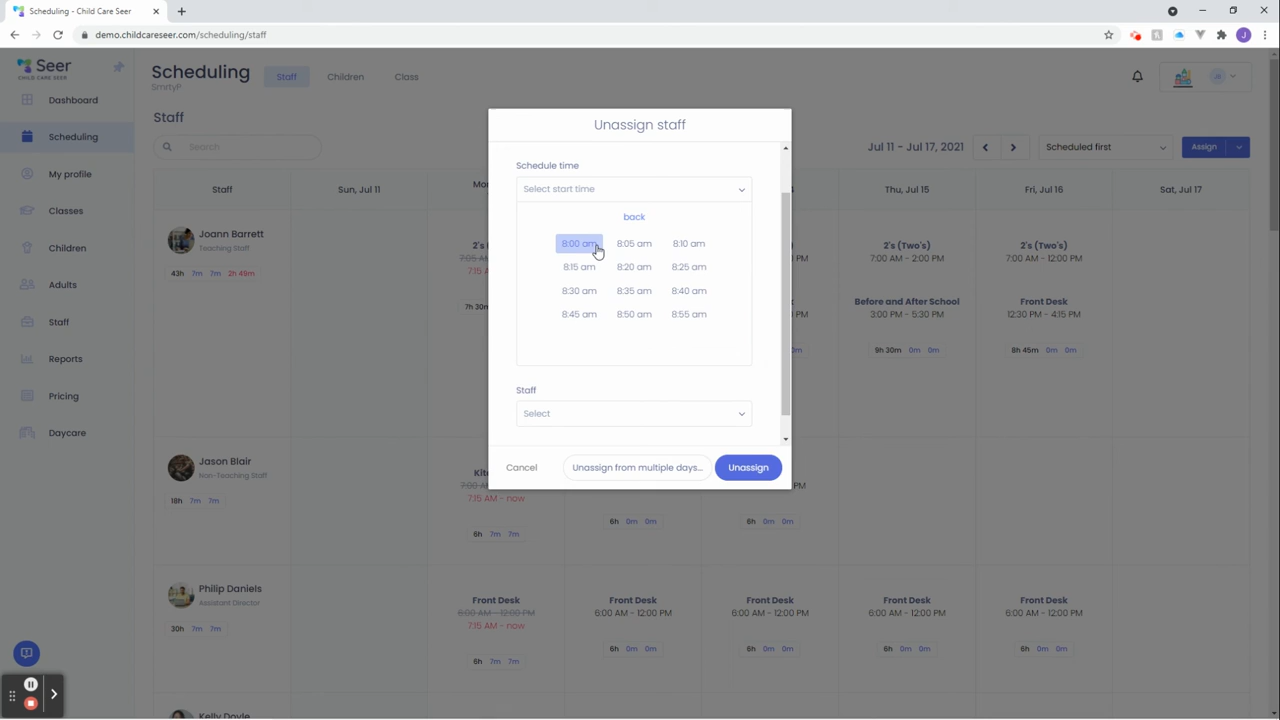 Scheduling - Child Care Seer
demo.childcareseer.com/scheduling/staff
J
Seer
CHILD CARE SEER
Dashboard
Scheduling
My profile
Classes
Children
Adults
Staff
Reports
Pricing
Daycare
Scheduling
SmrtyP
Staff Children Class
Staff
Search
Jul 11 - Jul 17, 2021
Scheduled first
Assign
Staff Sun, Jul 11 Thu, Jul 15 Fri, Jul 16 Sat, Jul 17
Joann Barrett
Teaching Staff
43h 7m 7m 2h 49m
2's (Two's)
7:00 AM - 2:00 PM
Before and After School
3:00 PM - 5:30 PM
9h 30m 0m 0m
2's (Two's)
7:00 AM - 12:00 PM
Front Desk
12:30 PM - 4:15 PM
8h 45m 0m 0m
Jason Blair
Non-Teaching Staff
18h 7m 7m
7:15 AM - now
6h 7m 7m
6h 0m 0m
6h 0m 0m
Philip Daniels
Assistant Director
30h 7m 7m
Front Desk
6:00 AM - 12:00 PM
7:15 AM - now
6h 7m 7m
Front Desk
6:00 AM - 12:00 PM
6h 0m 0m
Front Desk
6:00 AM - 12:00 PM
6h 0m 0m
Front Desk
6:00 AM - 12:00 PM
6h 0m 0m
Front Desk
6:00 AM - 12:00 PM
6h 0m 0m
Kelly Doyle
Unassign staff
Schedule time
Select start time
back
8:00 am 8:05 am 8:10 am
8:15 am 8:20 am 8:25 am
8:30 am 8:35 am 8:40 am
8:45 am 8:50 am 8:55 am
Staff
Select
Cancel
Unassign from multiple days...
Unassign